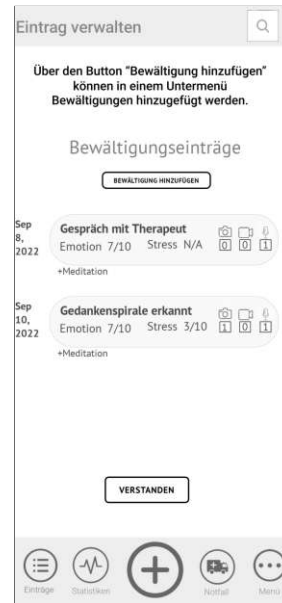 Eintrag verwalten
Über den Button "Bewältigung hinzufügen"
können in einem Untermenü
Bewältigungen hinzugefügt werden.
Bewältigungseinträge
BEWÄLTIGUNG HINZUFÜGEN
Sep
8,
2022
Gespräch mit Therapeut
Emotion 7/10 Stress N/A 0 0 1
+Meditation
Sep
10,
2022
Gedankenspirale erkannt
Emotion 7/10 Stress 3/10 1 0 1
+Meditation
VERSTANDEN
Einträge Statistiken Notfall Menü